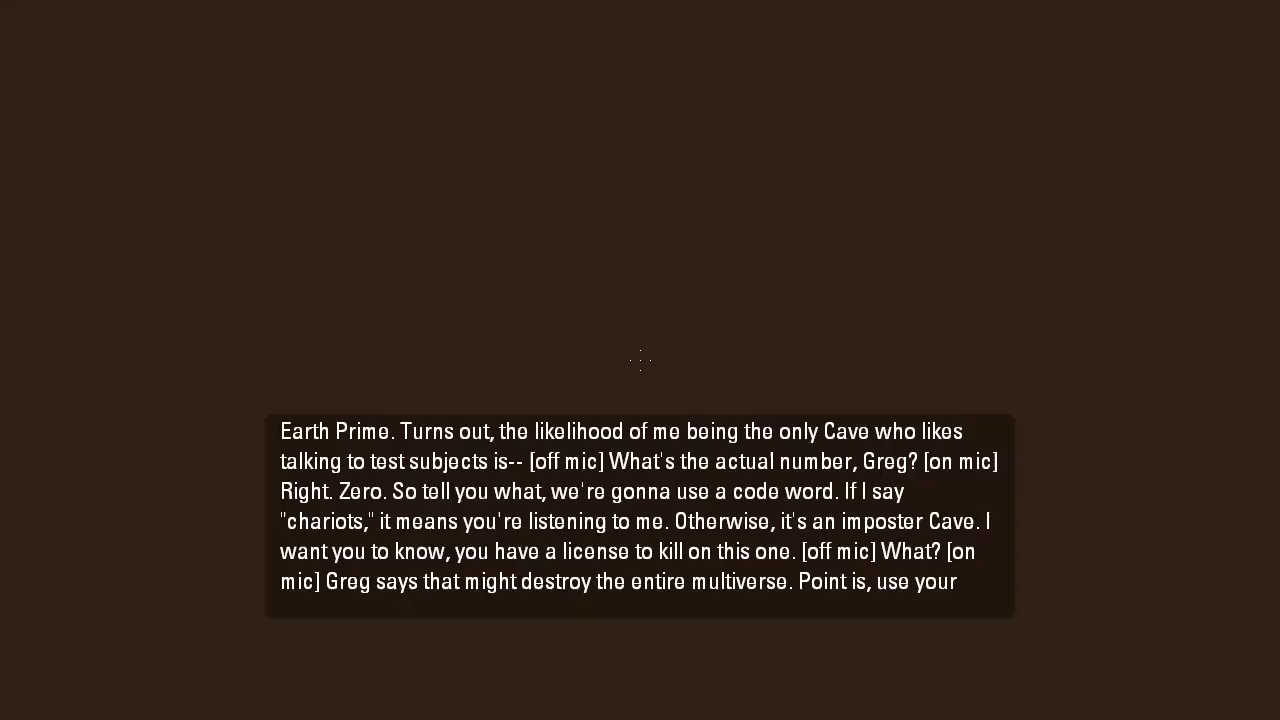 Earth Prime. Turns out, the likelihood of me being the only Cave who likes
talking to test subjects is-- [off mic] What's the actual number, Greg? [on mic]
Right. Zero. So tell you what, we're gonna use a code word. If I say
"chariots," it means you're listening to me. Otherwise, it's an imposter Cave. I
want you to know, you have a license to kill on this one. [off mic] What? [on
mic] Greg says that might destroy the entire multiverse. Point is, use your